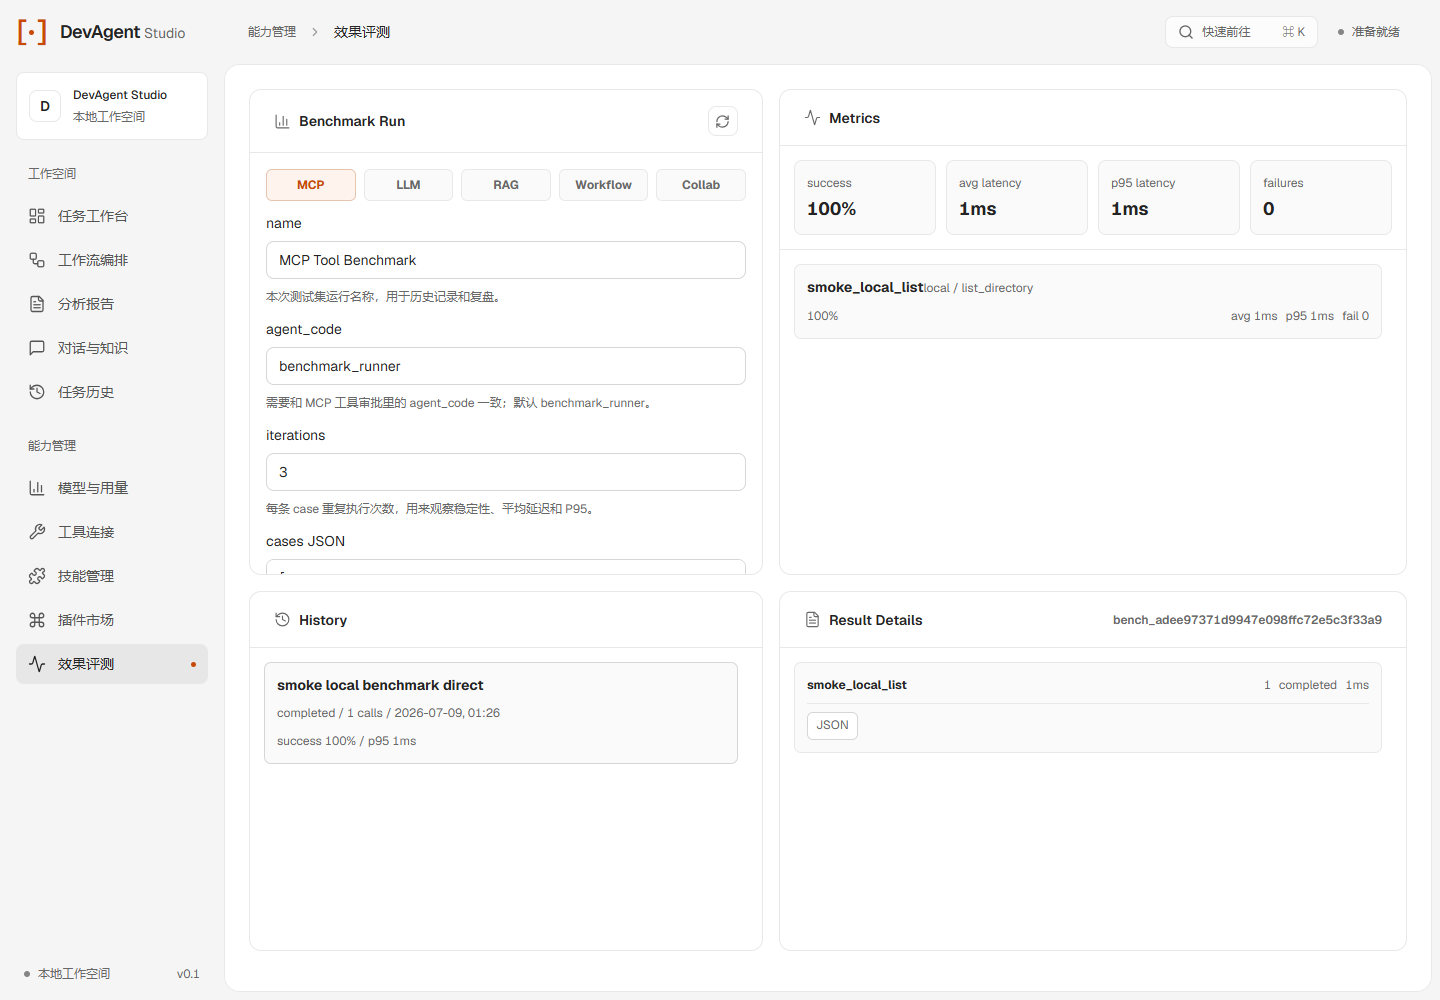 DevAgent Studio
能力管理 > 效果评测
快速前往 ⌘ K
准备就绪
D
DevAgent Studio
本地工作空间
工作空间
任务工作台
工作流编排
分析报告
对话与知识
任务历史
能力管理
模型与用量
工具连接
技能管理
插件市场
效果评测
本地工作空间 v0.1
Benchmark Run
MCP LLM RAG Workflow Collab
name
MCP Tool Benchmark
本次测试集运行名称，用于历史记录和复盘。
agent_code
benchmark_runner
需要和 MCP 工具审批里的 agent_code 一致；默认 benchmark_runner。
iterations
3
每条 case 重复执行次数，用来观察稳定性、平均延迟和 P95。
cases JSON
Metrics
success
100%
avg latency
1ms
p95 latency
1ms
failures
0
smoke_local_listlocal / list_directory
100% avg 1ms p95 1ms fail 0
History
smoke local benchmark direct
completed / 1 calls / 2026-07-09, 01:26
success 100% / p95 1ms
Result Details bench_adee97371d9947e098ffc72e5c3f33a9
smoke_local_list 1 completed 1ms
JSON